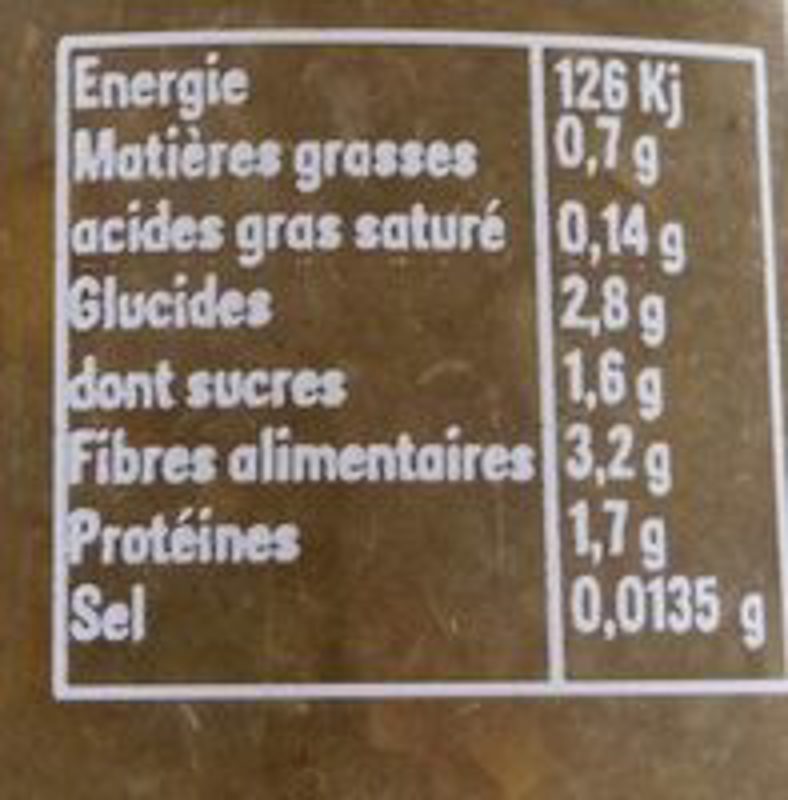 Energie 126 Kj
Matières grasses 0,7 g
acides gras saturé 0,14 g
Glucides 2,8 g
dont sucres 1,6 g
Fibres alimentaires 3,2 g
Protéines 1,7 g
Sel 0,0135 g